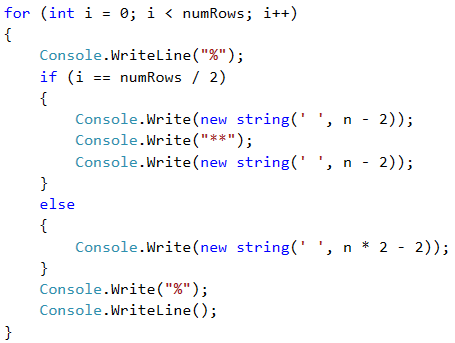 for (int i = 0; i < numRows; i++)
{
    Console.WriteLine("%");
    if (i == numRows / 2)
    {
        Console.Write(new string(' ', n - 2));
        Console.Write("**");
        Console.Write(new string(' ', n - 2));
    }
    else
    {
        Console.Write(new string(' ', n * 2 - 2));
    }
    Console.Write("%");
    Console.WriteLine();
}